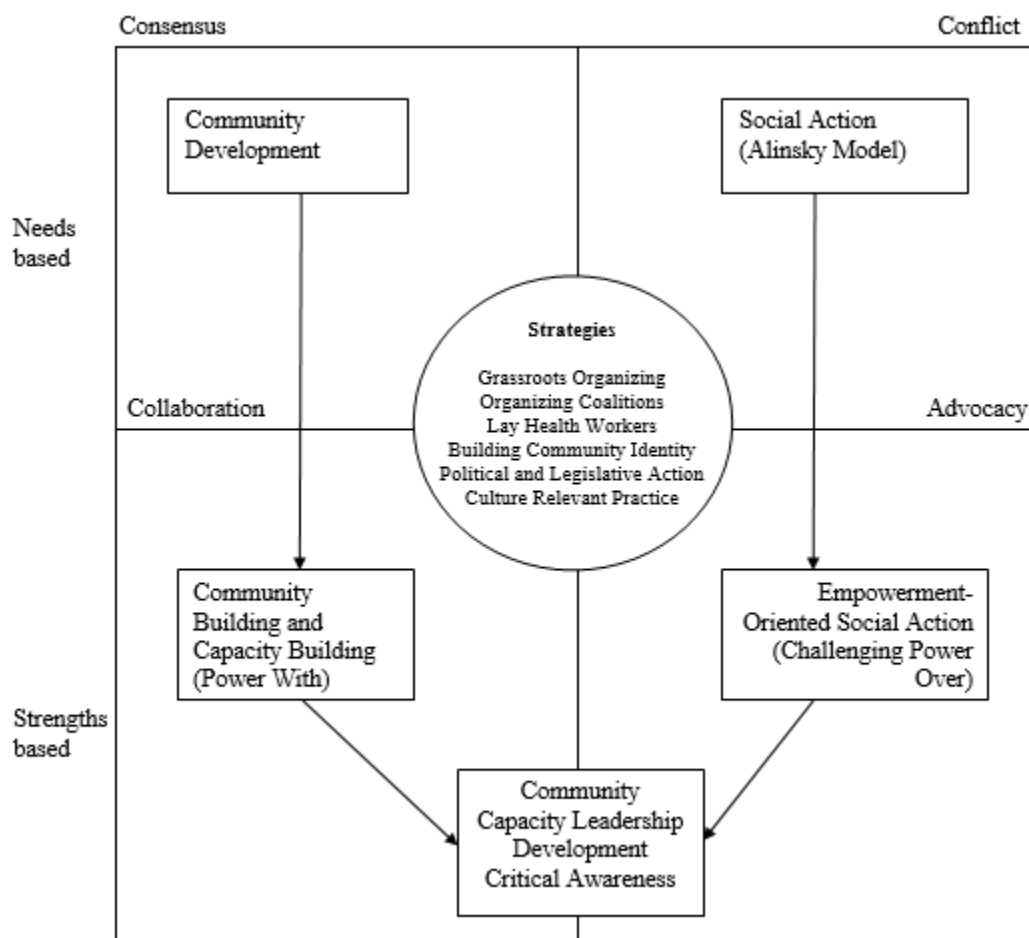 Consensus
Conflict
Community
Development
Social Action
(Alinsky Model)
Needs
based
Strategies
Grassroots Organizing
Organizing Coalitions
Lay Health Workers
Building Community Identity
Political and Legislative Action
Culture Relevant Practice
Collaboration
Advocacy
Community
Building and
Capacity Building
(Power With)
Empowerment-
Oriented Social Action
(Challenging Power
Over)
Strengths
based
Community
Capacity Leadership
Development
Critical Awareness